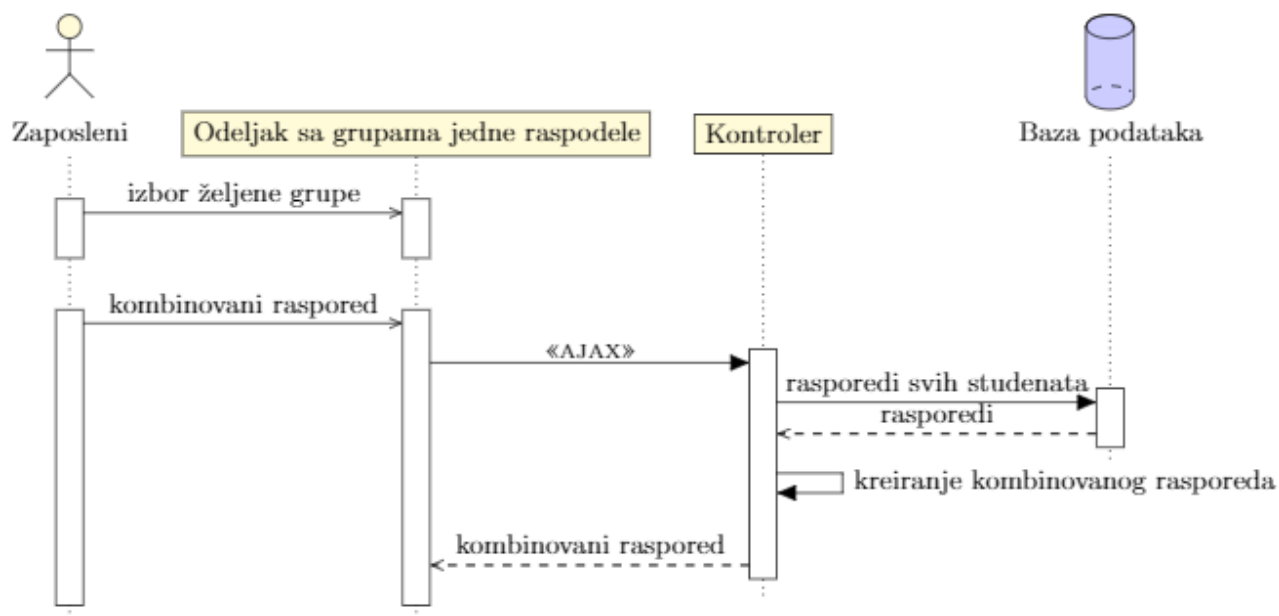 Zaposleni
Odeljak sa grupama jedne raspodele
Kontroler
Baza podataka
izbor željene grupe
kombinovani raspored
«AJAX»
rasporedi svih studenata
rasporedi
kreiranje kombinovanog rasporeda
kombinovani raspored